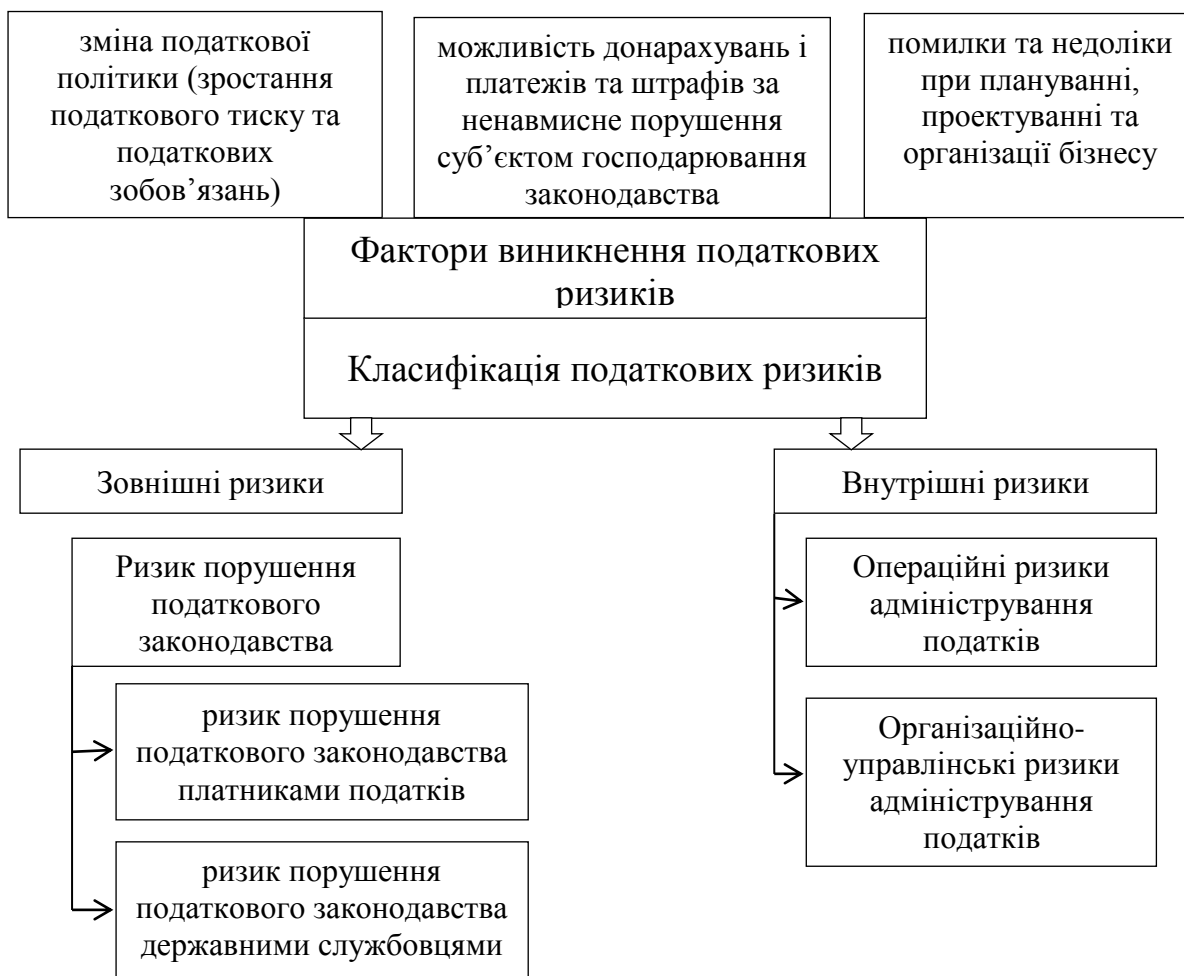 зміна податкової
політики (зростання
податкового тиску та
податкових
зобов’язань)
можливість донарахувань і
платежів та штрафів за
ненавмисне порушення
суб’єктом господарювання
законодавства
помилки та недоліки
при плануванні,
проектуванні та
організації бізнесу
Фактори виникнення податкових
ризиків
Класифікація податкових ризиків
Зовнішні ризики
Ризик порушення
податкового
законодавства
ризик порушення
податкового законодавства
платниками податків
ризик порушення
податкового законодавства
державними службовцями
Внутрішні ризики
Операційні ризики
адміністрування
податків
Організаційно-
управлінські ризики
адміністрування
податків